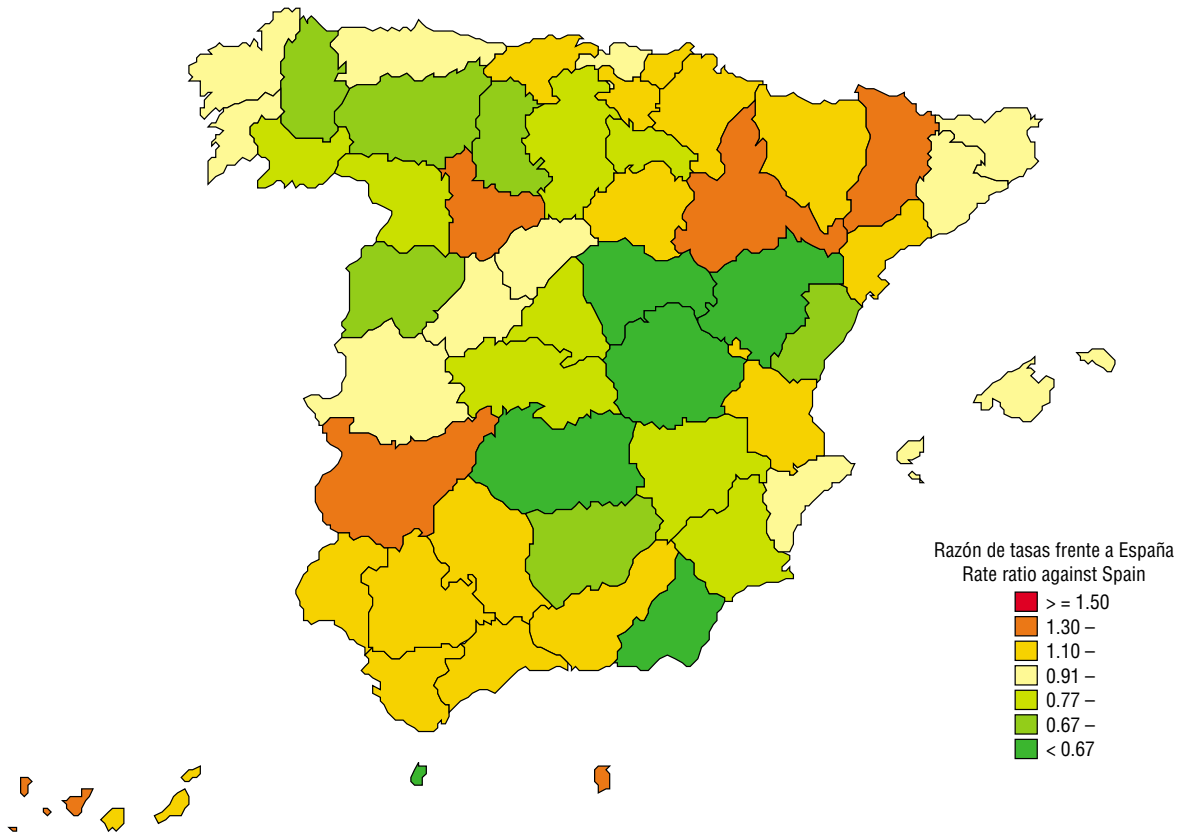 Razón de tasas frente a España
Rate ratio against Spain
> = 1.50
1.30 –
1.10 –
0.91 –
0.77 –
0.67 –
< 0.67